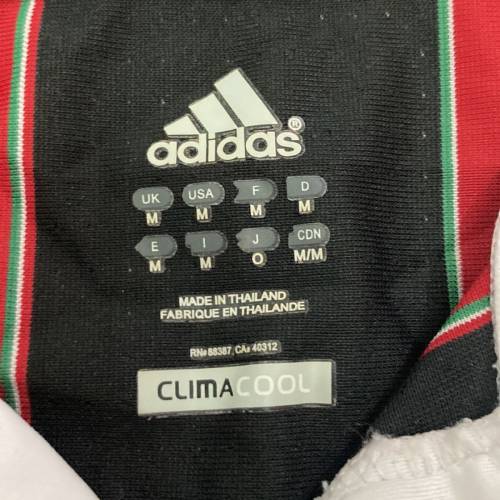 adidas®
UK USA F D
M M M M
E I J CDN
M M O M/M
MADE IN THAILAND
FABRIQUE EN THAILANDE
RN# 88387 CA# 40312
CLIMACOOL